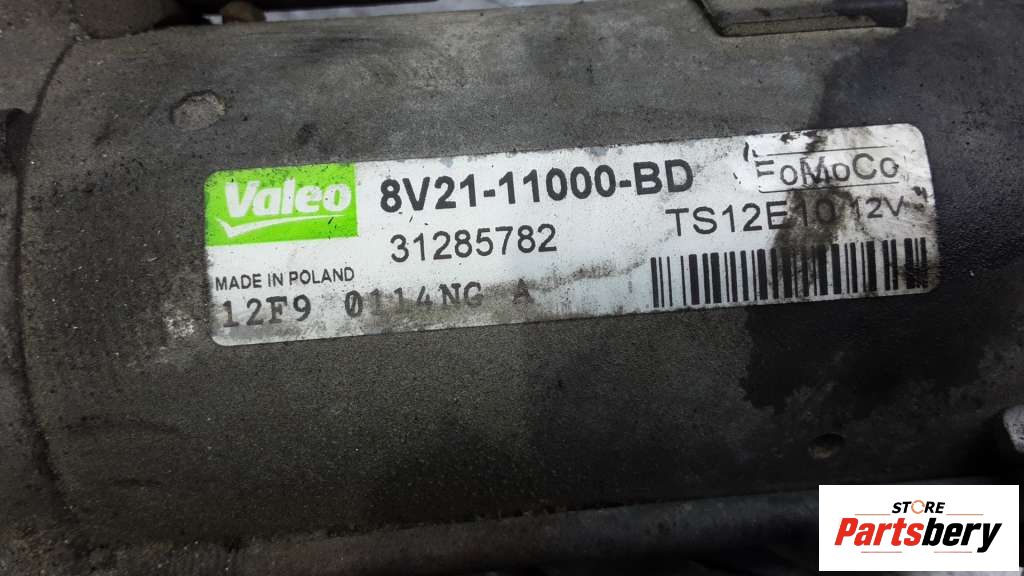 Valeo
8V21-11000-BD
FoMoCo
31285782
TS12E10 12V
MADE IN POLAND
12F9 0114NG A
STORE
Partsbery